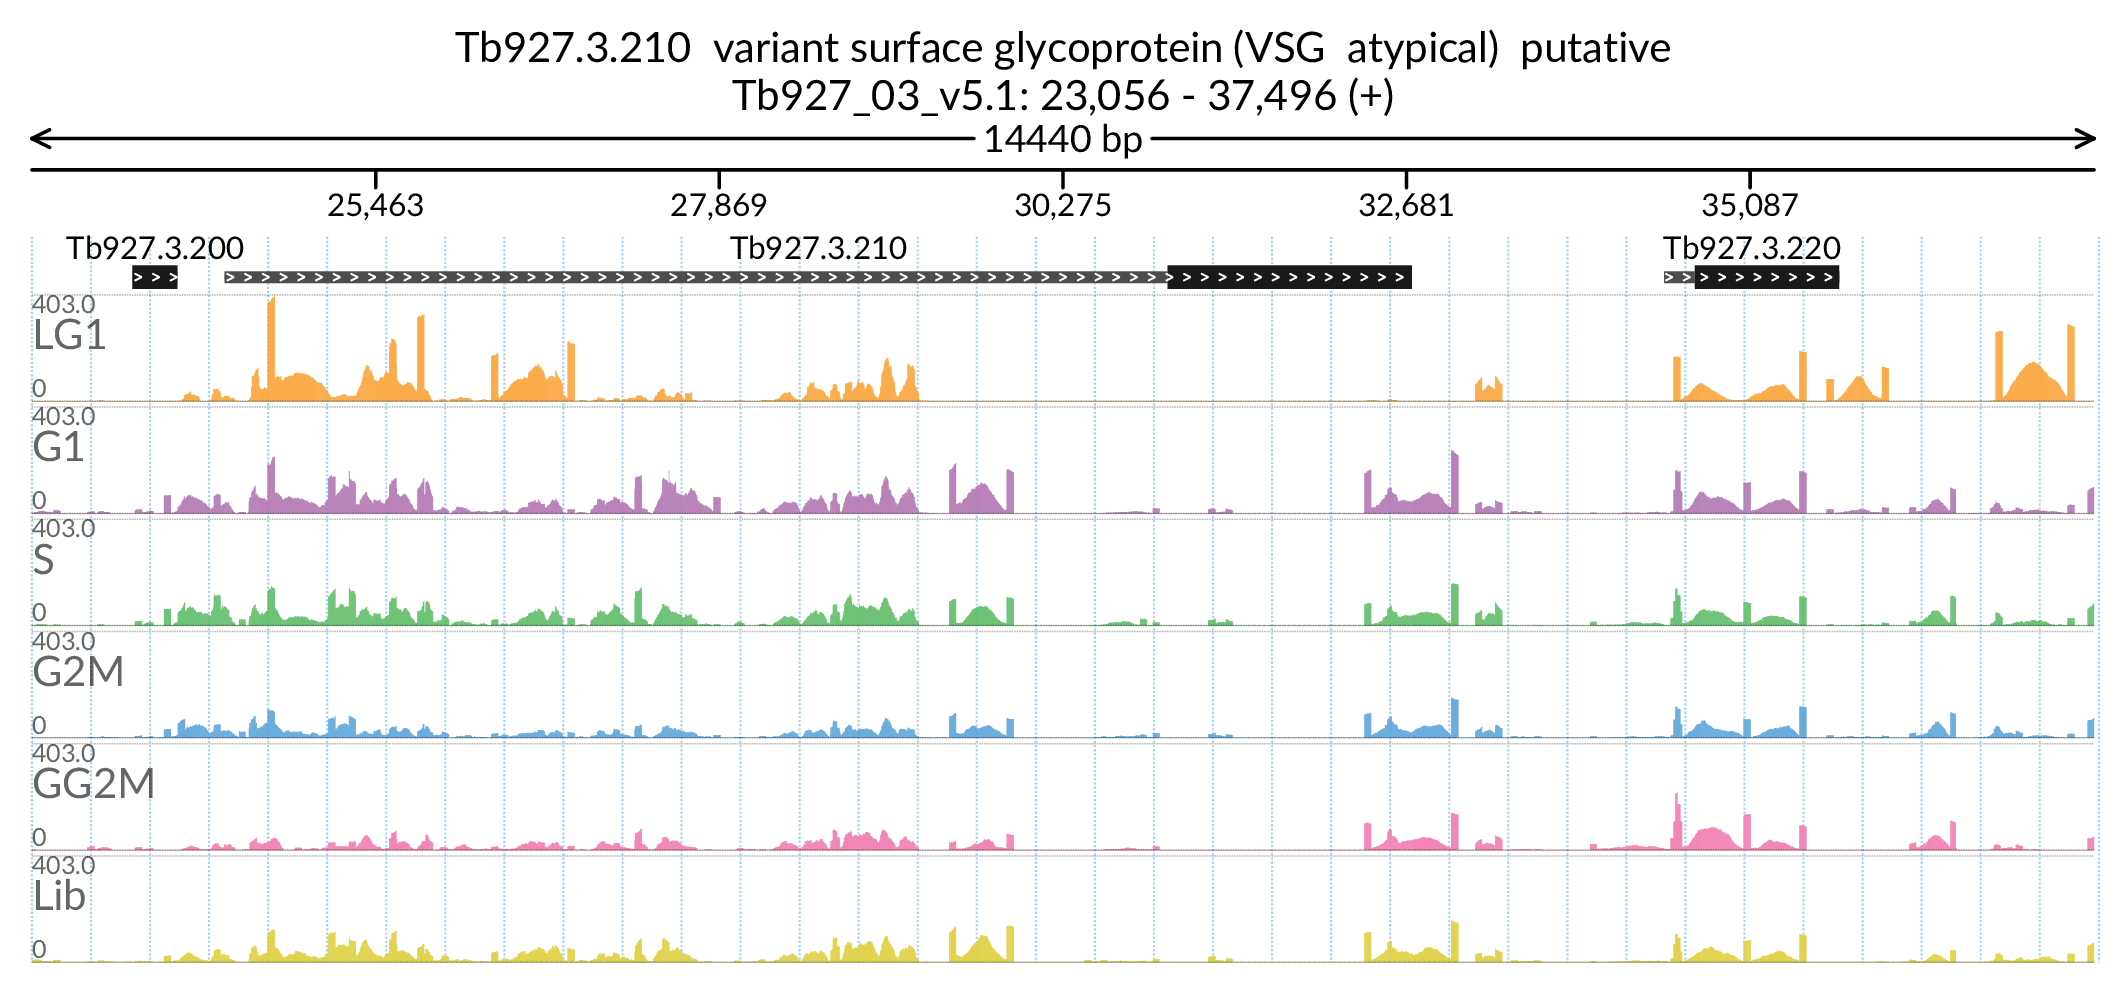 Tb927.3.210  variant surface glycoprotein (VSG  atypical)  putative
Tb927_03_v5.1: 23,056 - 37,496 (+)
14440 bp
25,463 27,869 30,275 32,681 35,087
Tb927.3.200 Tb927.3.210 Tb927.3.220
403.0
LG1
0
403.0
G1
0
403.0
S
0
403.0
G2M
0
403.0
GG2M
0
403.0
Lib
0